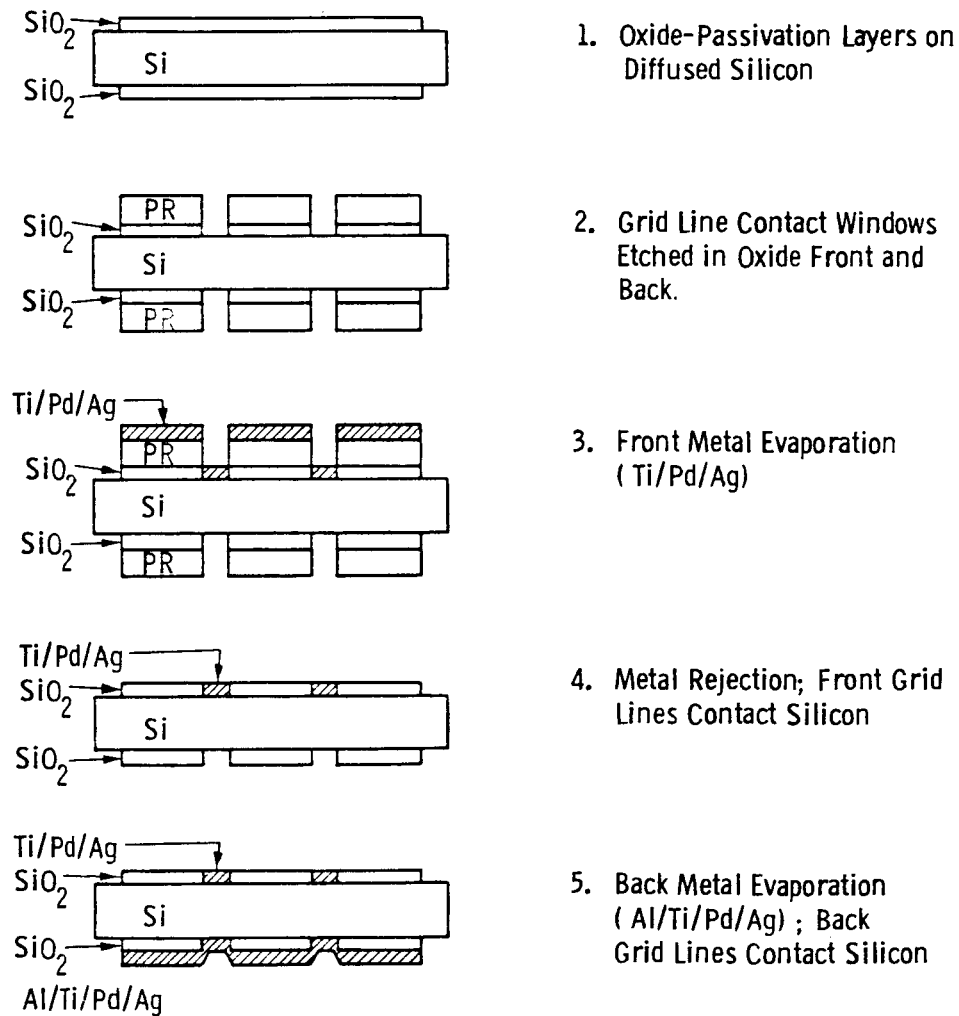 SiO2
Si
SiO2
1. Oxide-Passivation Layers on
Diffused Silicon
PR
SiO2
Si
SiO2
PR
2. Grid Line Contact Windows
Etched in Oxide Front and
Back.
Ti/Pd/Ag
PR
SiO2
Si
SiO2
PR
3. Front Metal Evaporation
( Ti/Pd/Ag)
Ti/Pd/Ag
SiO2
Si
SiO2
4. Metal Rejection; Front Grid
Lines Contact Silicon
Ti/Pd/Ag
SiO2
Si
SiO2
Al/Ti/Pd/Ag
5. Back Metal Evaporation
( Al/Ti/Pd/Ag) ; Back
Grid Lines Contact Silicon